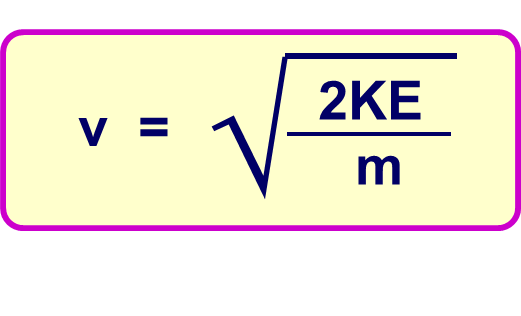 v = √
2KE
m